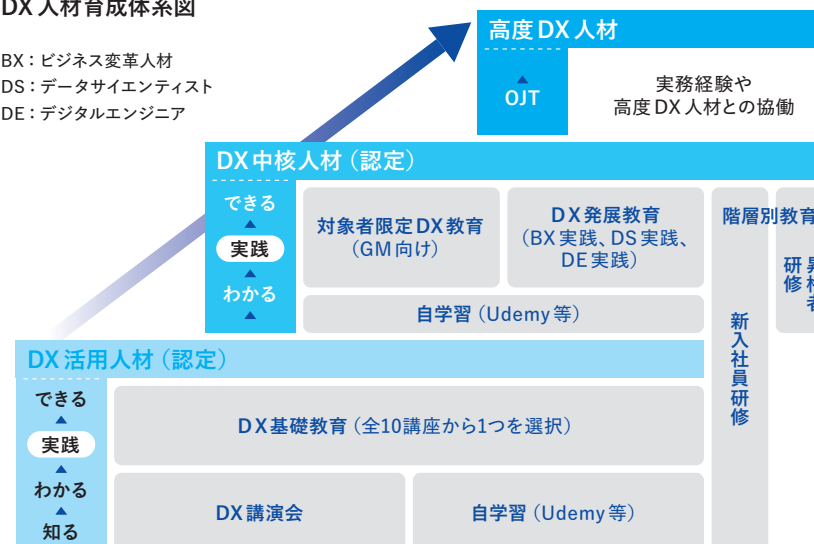 DX人材育成体系図
BX：ビジネス変革人材
DS：データサイエンティスト
DE：デジタルエンジニア
高度DX人材
OJT
実務経験や
高度DX人材との協働
DX中核人材（認定）
できる
実践
わかる
対象者限定DX教育
（GM向け）
DX発展教育
（BX実践、DS実践、
DE実践）
自学習（Udemy等）
階層別教育
新入社員研修
研修
DX活用人材（認定）
できる
実践
わかる
知る
DX基礎教育（全10講座から1つを選択）
DX講演会
自学習（Udemy等）